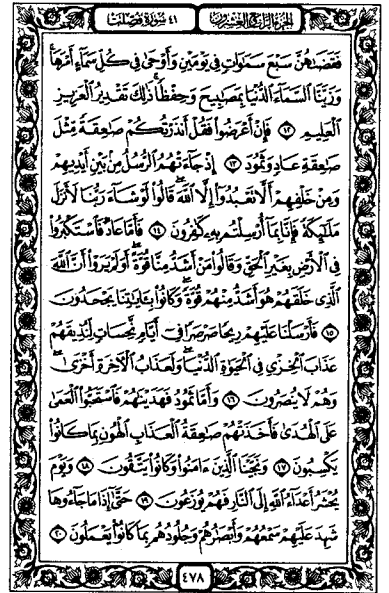 الجزء الرابع والعشرون
٤١ سورة فصلت
فَقَضَىٰهُنَّ سَبْعَ سَمَٰوَاتٍ فِى يَوْمَيْنِ وَأَوْحَىٰ فِى كُلِّ سَمَآءٍ أَمْرَهَا
وَزَيَّنَّا ٱلسَّمَآءَ ٱلدُّنْيَا بِمَصَٰبِيحَ وَحِفْظًا ذَٰلِكَ تَقْدِيرُ ٱلْعَزِيزِ
ٱلْعَلِيمِ ١٢ فَإِنْ أَعْرَضُوا۟ فَقُلْ أَنذَرْتُكُمْ صَٰعِقَةً مِّثْلَ
صَٰعِقَةِ عَادٍ وَثَمُودَ ١٣ إِذْ جَآءَتْهُمُ ٱلرُّسُلُ مِنۢ بَيْنِ أَيْدِيهِمْ
وَمِنْ خَلْفِهِمْ أَلَّا تَعْبُدُوٓا۟ إِلَّا ٱللَّهَ قَالُوا۟ لَوْ شَآءَ رَبُّنَا لَأَنزَلَ
مَلَٰٓئِكَةً فَإِنَّا بِمَآ أُرْسِلْتُم بِهِۦ كَٰفِرُونَ ١٤ فَأَمَّا عَادٌ فَٱسْتَكْبَرُوا۟
فِى ٱلْأَرْضِ بِغَيْرِ ٱلْحَقِّ وَقَالُوا۟ مَنْ أَشَدُّ مِنَّا قُوَّةً أَوَلَمْ يَرَوْا۟ أَنَّ ٱللَّهَ
ٱلَّذِى خَلَقَهُمْ هُوَ أَشَدُّ مِنْهُمْ قُوَّةً وَكَانُوا۟ بِـَٔايَٰتِنَا يَجْحَدُونَ
١٥ فَأَرْسَلْنَا عَلَيْهِمْ رِيحًا صَرْصَرًا فِىٓ أَيَّامٍ نَّحِسَاتٍ لِّنُذِيقَهُمْ
عَذَابَ ٱلْخِزْىِ فِى ٱلْحَيَوٰةِ ٱلدُّنْيَا وَلَعَذَابُ ٱلْءَاخِرَةِ أَخْزَىٰ
وَهُمْ لَا يُنصَرُونَ ١٦ وَأَمَّا ثَمُودُ فَهَدَيْنَٰهُمْ فَٱسْتَحَبُّوا۟ ٱلْعَمَىٰ
عَلَى ٱلْهُدَىٰ فَأَخَذَتْهُمْ صَٰعِقَةُ ٱلْعَذَابِ ٱلْهُونِ بِمَا كَانُوا۟
يَكْسِبُونَ ١٧ وَنَجَّيْنَا ٱلَّذِينَ ءَامَنُوا۟ وَكَانُوا۟ يَتَّقُونَ ١٨ وَيَوْمَ
يُحْشَرُ أَعْدَآءُ ٱللَّهِ إِلَى ٱلنَّارِ فَهُمْ يُوزَعُونَ ١٩ حَتَّىٰٓ إِذَا مَا جَآءُوهَا
شَهِدَ عَلَيْهِمْ سَمْعُهُمْ وَأَبْصَٰرُهُمْ وَجُلُودُهُم بِمَا كَانُوا۟ يَعْمَلُونَ ٢٠
٤٧٨